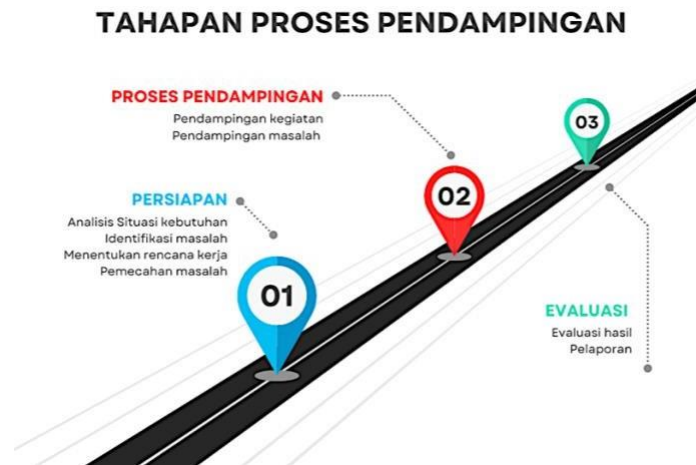 TAHAPAN PROSES PENDAMPINGAN
PROSES PENDAMPINGAN
Pendampingan kegiatan
Pendampingan masalah
03
02
PERSIAPAN
Analisis Situasi kebutuhan
Identifikasi masalah
Menentukan rencana kerja
Pemecahan masalah
01
EVALUASI
Evaluasi hasil
Pelaporan